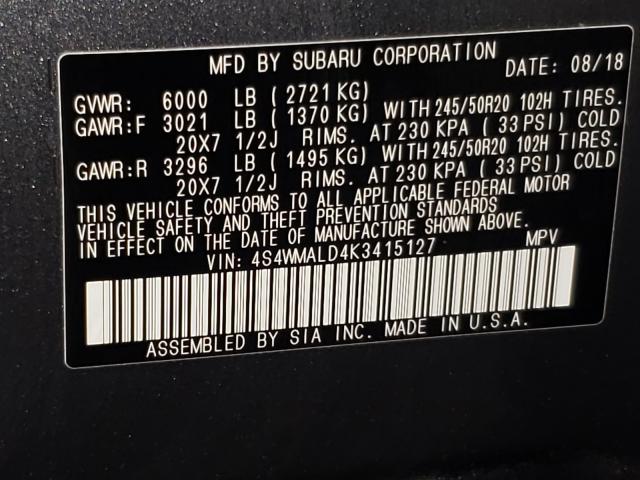 MFD BY SUBARU CORPORATION DATE: 08/18
GVWR: 6000 LB ( 2721 KG)
GAWR:F 3021 LB ( 1370 KG) WITH 245/50R20 102H TIRES.
20X7 1/2J RIMS. AT 230 KPA ( 33 PSI) COLD
GAWR:R 3296 LB ( 1495 KG) WITH 245/50R20 102H TIRES.
20X7 1/2J RIMS. AT 230 KPA ( 33 PSI) COLD
THIS VEHICLE CONFORMS TO ALL APPLICABLE FEDERAL MOTOR
VEHICLE SAFETY AND THEFT PREVENTION STANDARDS
IN EFFECT ON THE DATE OF MANUFACTURE SHOWN ABOVE.
VIN: 4S4WMALD4K3415127 MPV
ASSEMBLED BY SIA INC. MADE IN U.S.A.